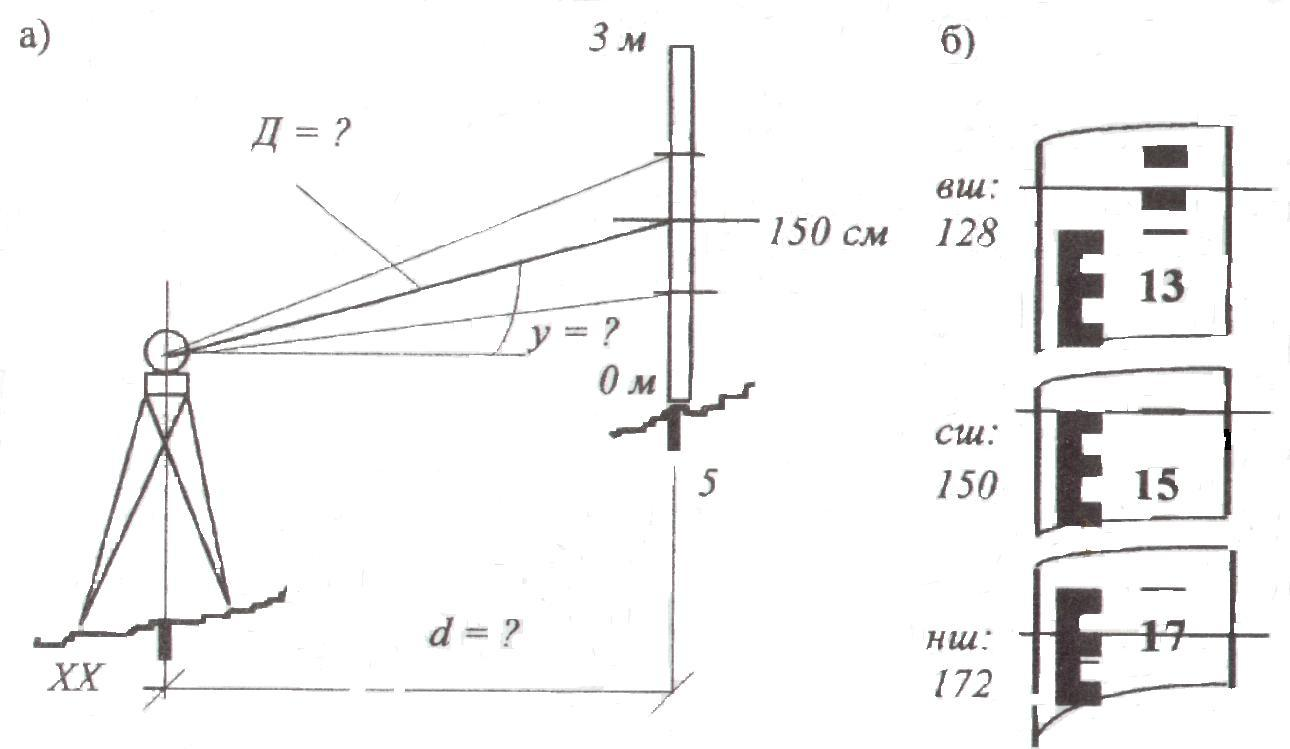 а)
3 м
Д = ?
150 см
у = ?
0 м
5
d = ?
XX
б)
вш:
128
13
сш:
150
15
нш:
172
17